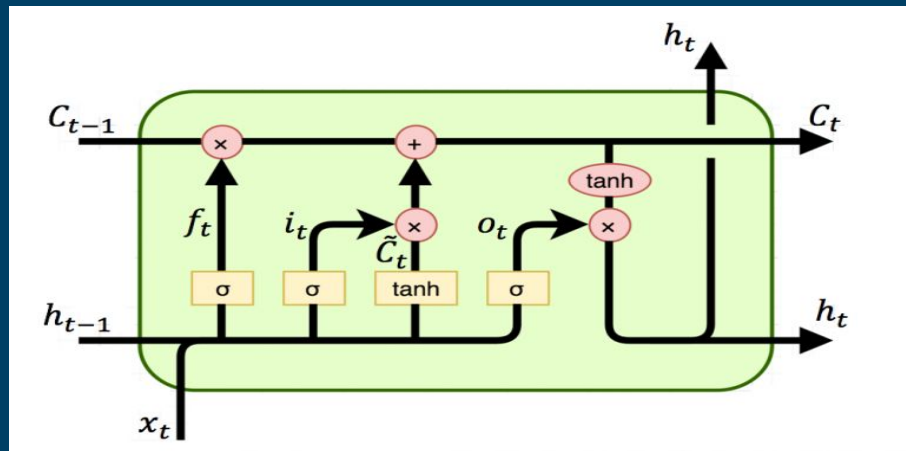 h_t
C_{t-1} × + C_t
tanh
f_t i_t × o_t ×
C̃_t
σ σ tanh σ
h_{t-1} h_t
x_t